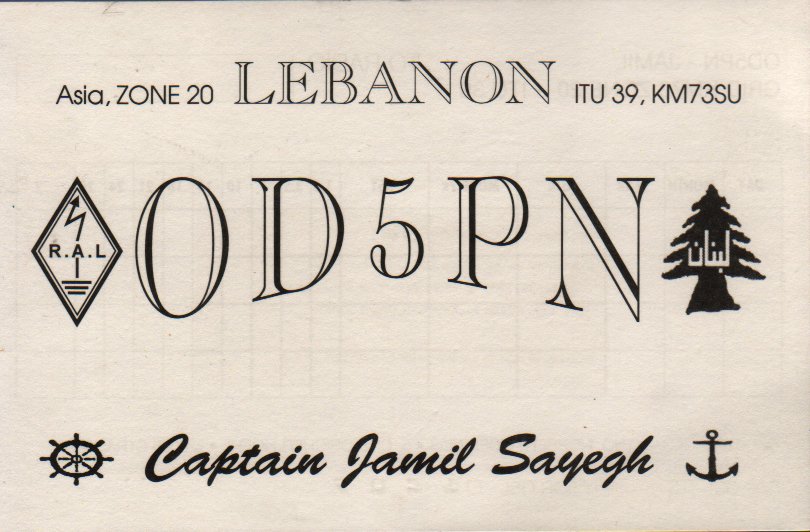 Asia, ZONE 20 LEBANON ITU 39, KM73SU
R.A.L
OD5PN
لبنان
Captain Jamil Sayegh